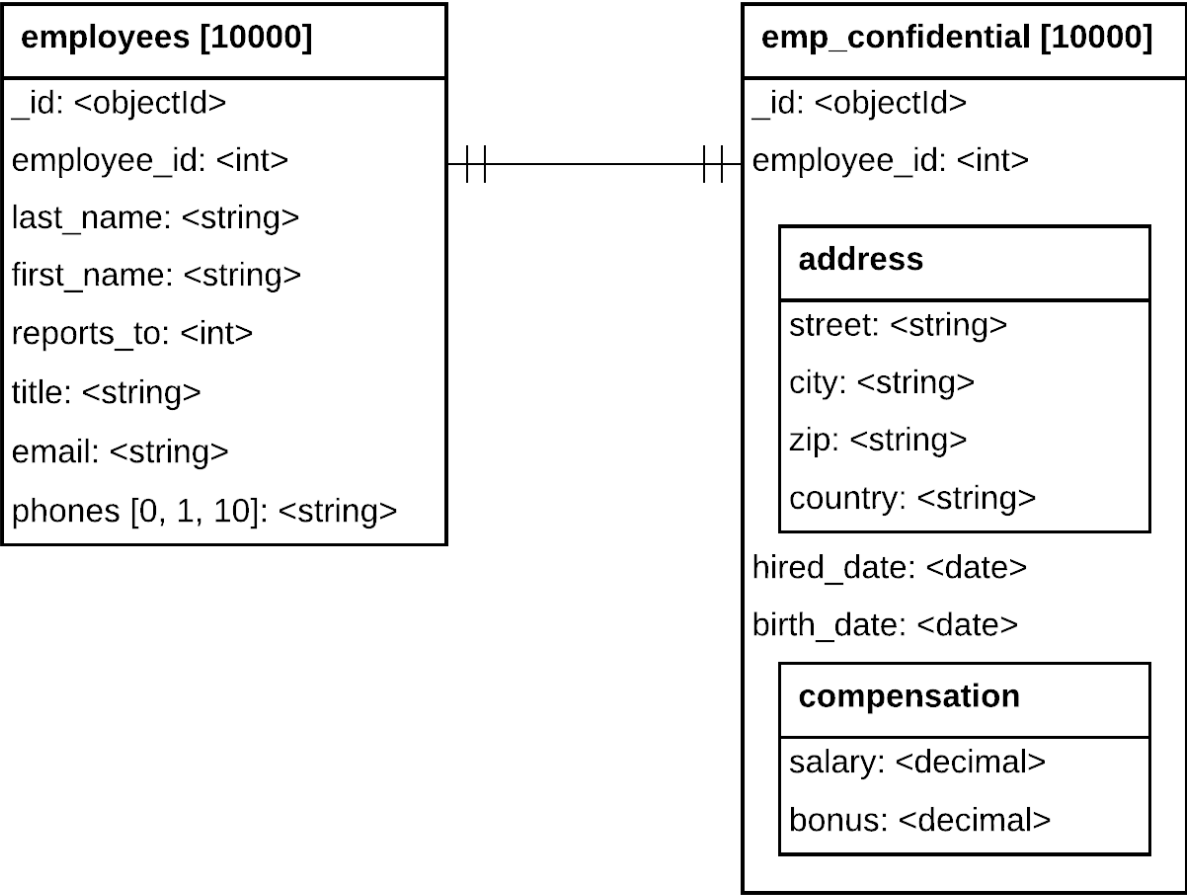 employees [10000]
_id: <objectId>
employee_id: <int>
last_name: <string>
first_name: <string>
reports_to: <int>
title: <string>
email: <string>
phones [0, 1, 10]: <string>
emp_confidential [10000]
_id: <objectId>
employee_id: <int>
address
street: <string>
city: <string>
zip: <string>
country: <string>
hired_date: <date>
birth_date: <date>
compensation
salary: <decimal>
bonus: <decimal>